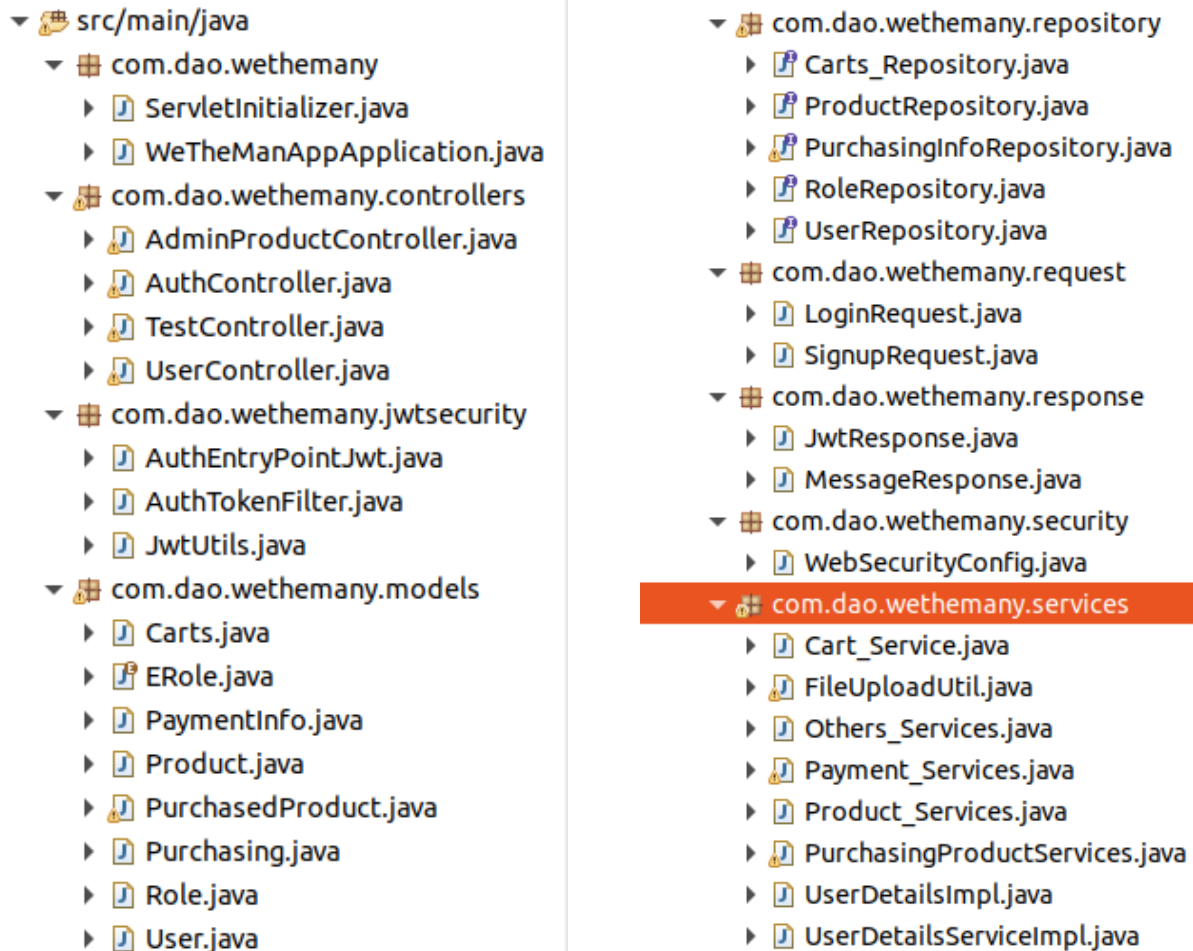 src/main/java
com.dao.wethemany
ServletInitializer.java
WeTheManAppApplication.java
com.dao.wethemany.controllers
AdminProductController.java
AuthController.java
TestController.java
UserController.java
com.dao.wethemany.jwtsecurity
AuthEntryPointJwt.java
AuthTokenFilter.java
JwtUtils.java
com.dao.wethemany.models
Carts.java
ERole.java
PaymentInfo.java
Product.java
PurchasedProduct.java
Purchasing.java
Role.java
User.java
com.dao.wethemany.repository
Carts_Repository.java
ProductRepository.java
PurchasingInfoRepository.java
RoleRepository.java
UserRepository.java
com.dao.wethemany.request
LoginRequest.java
SignupRequest.java
com.dao.wethemany.response
JwtResponse.java
MessageResponse.java
com.dao.wethemany.security
WebSecurityConfig.java
com.dao.wethemany.services
Cart_Service.java
FileUploadUtil.java
Others_Services.java
Payment_Services.java
Product_Services.java
PurchasingProductServices.java
UserDetailsImpl.java
UserDetailsServiceImpl.java